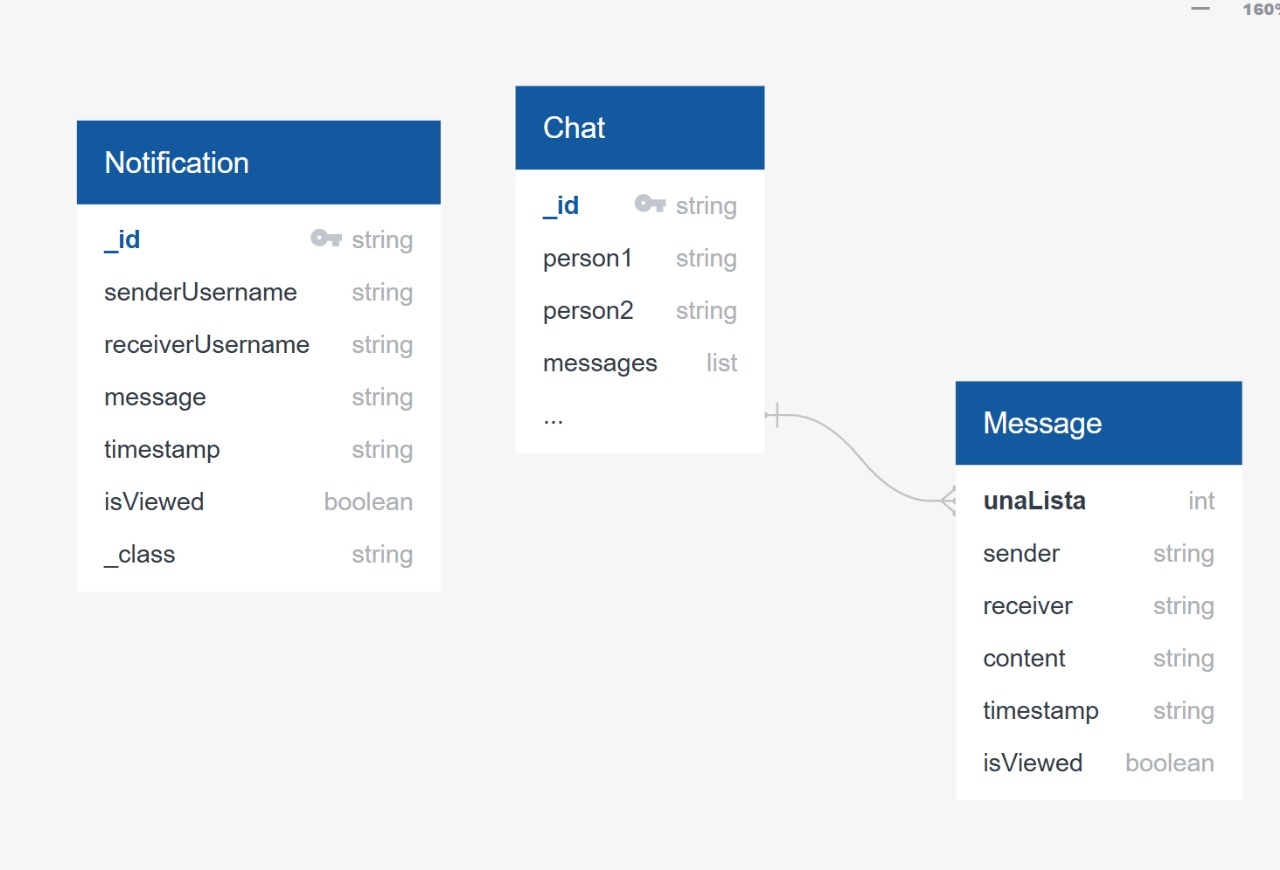 160%
Notification
_id string
senderUsername string
receiverUsername string
message string
timestamp string
isViewed boolean
_class string
Chat
_id string
person1 string
person2 string
messages list
...
Message
unaLista int
sender string
receiver string
content string
timestamp string
isViewed boolean